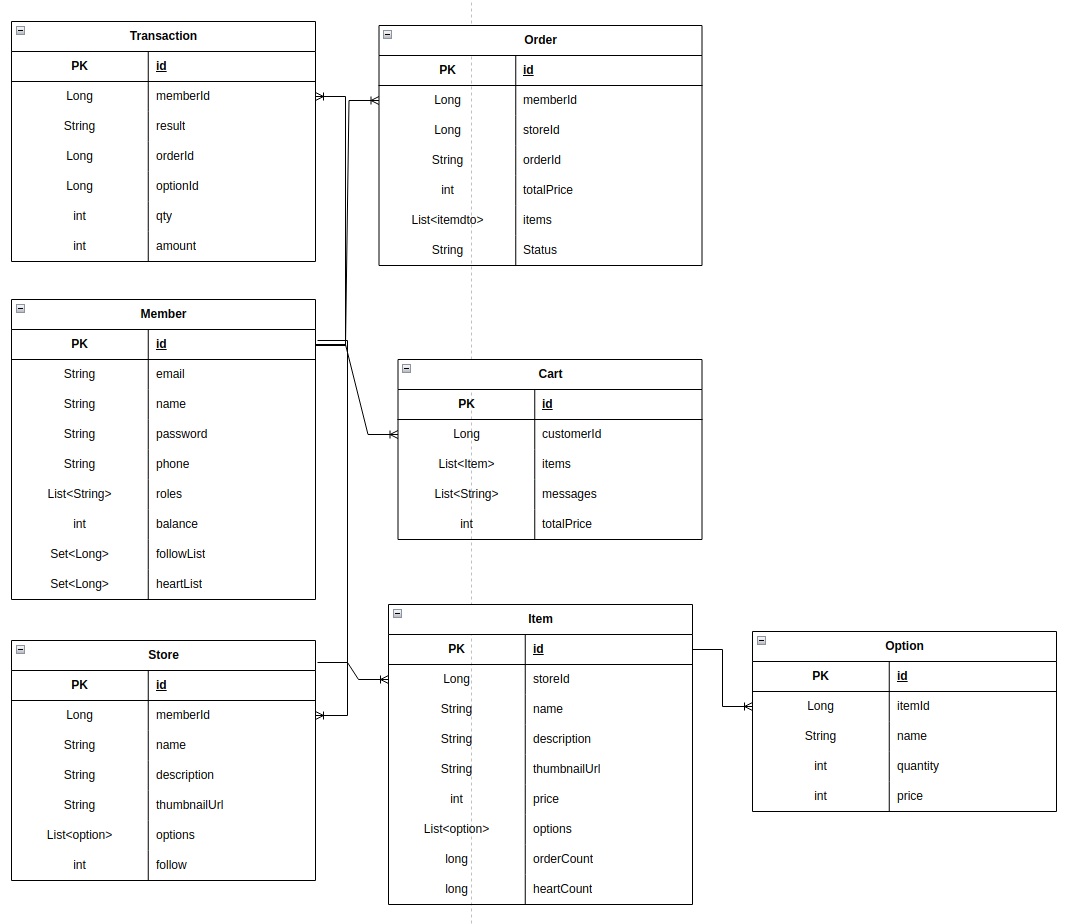 Transaction
PK id
Long memberId
String result
Long orderId
Long optionId
int qty
int amount
Order
PK id
Long memberId
Long storeId
String orderId
int totalPrice
List<itemdto> items
String Status
Member
PK id
String email
String name
String password
String phone
List<String> roles
int balance
Set<Long> followList
Set<Long> heartList
Cart
PK id
Long customerId
List<Item> items
List<String> messages
int totalPrice
Store
PK id
Long memberId
String name
String description
String thumbnailUrl
List<option> options
int follow
Item
PK id
Long storeId
String name
String description
String thumbnailUrl
int price
List<option> options
long orderCount
long heartCount
Option
PK id
Long itemId
String name
int quantity
int price